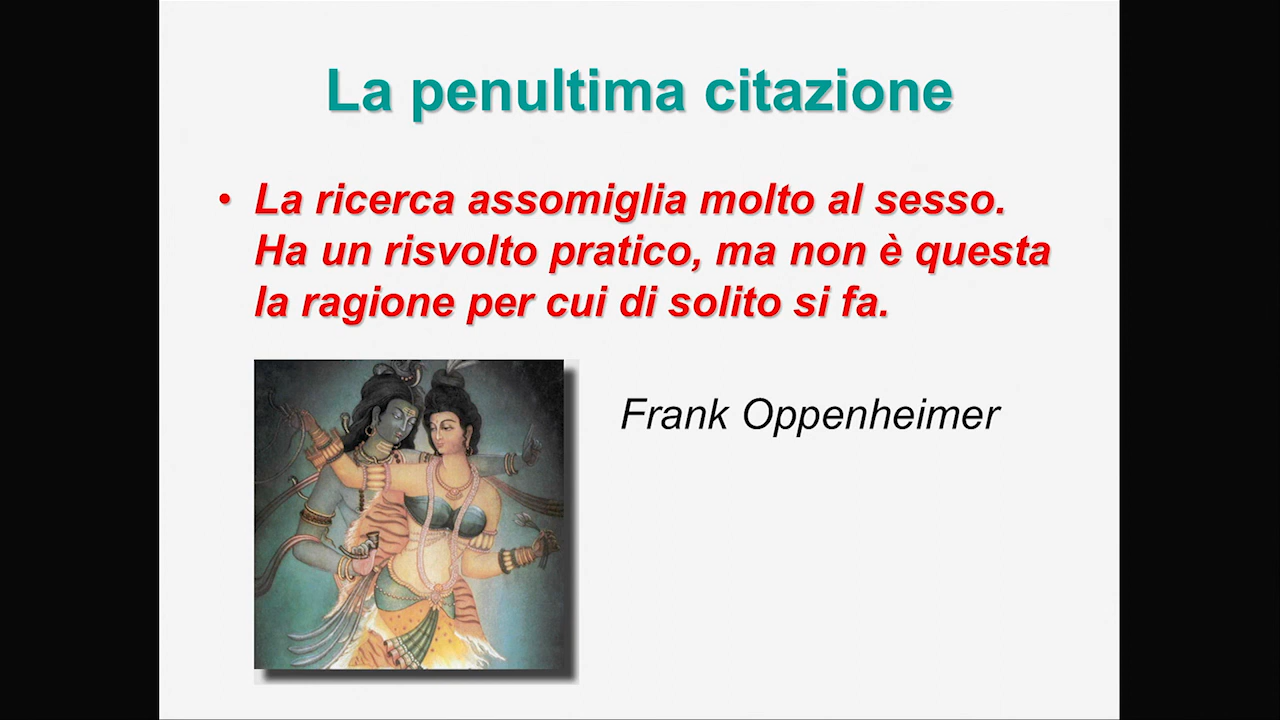 La penultima citazione
• La ricerca assomiglia molto al sesso.
Ha un risvolto pratico, ma non è questa
la ragione per cui di solito si fa.
Frank Oppenheimer